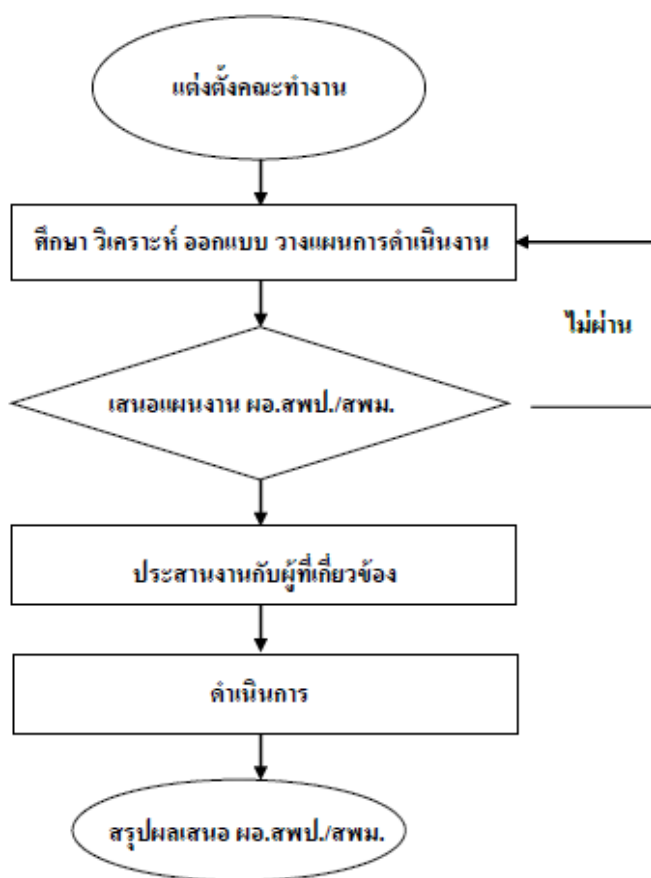 แต่งตั้งคณะทำงาน
ศึกษา วิเคราะห์ ออกแบบ วางแผนการดำเนินงาน
ไม่ผ่าน
เสนอแผนงาน ผอ.สพป./สพม.
ประสานงานกับผู้ที่เกี่ยวข้อง
ดำเนินการ
สรุปผลเสนอ ผอ.สพป./สพม.